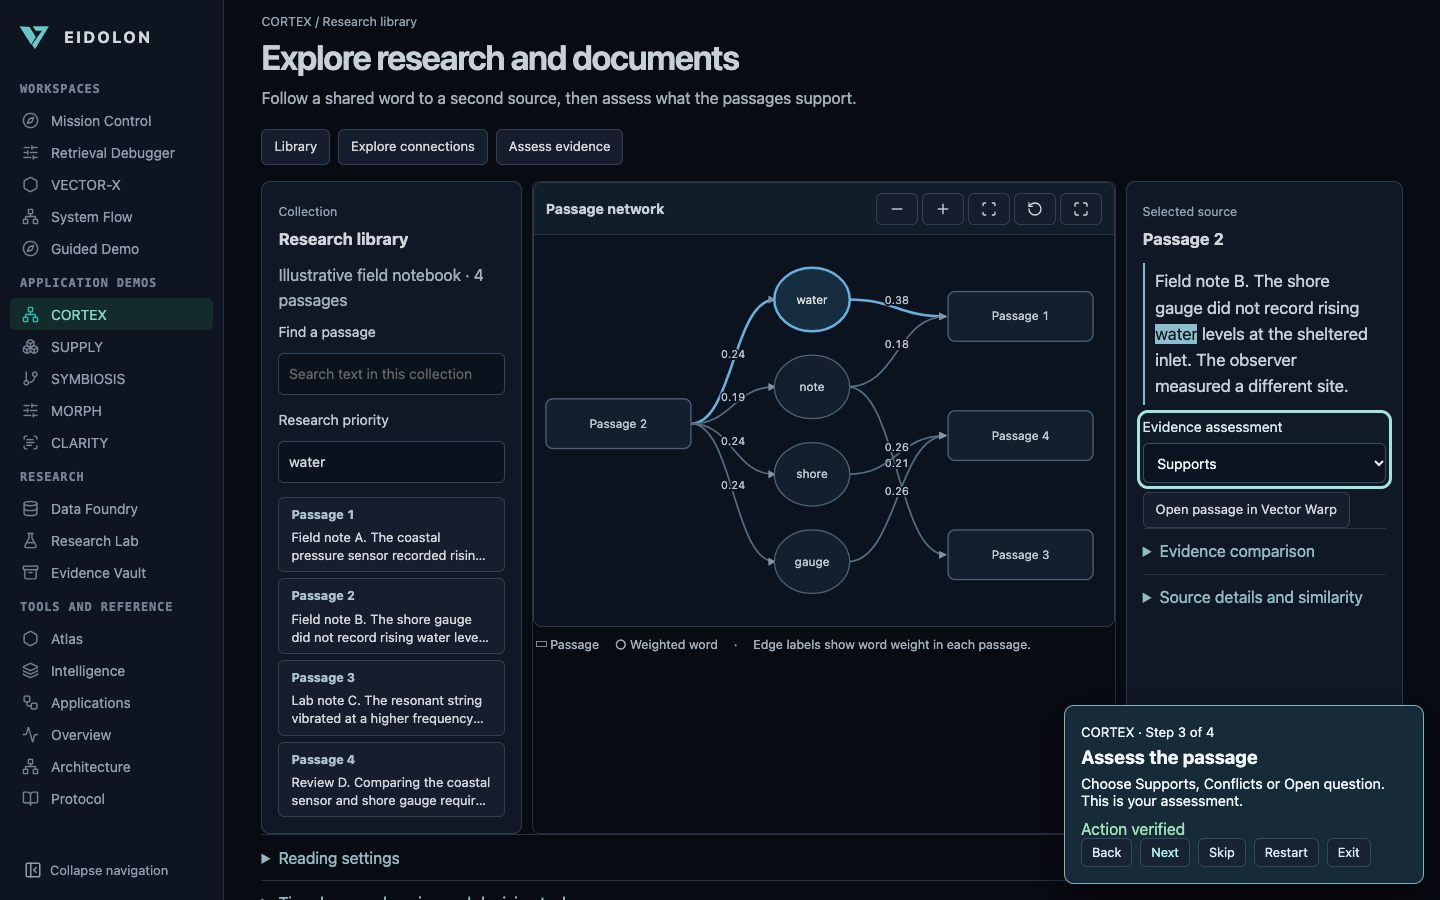 EIDOLON
WORKSPACES
Mission Control
Retrieval Debugger
VECTOR-X
System Flow
Guided Demo
APPLICATION DEMOS
CORTEX
SUPPLY
SYMBIOSIS
MORPH
CLARITY
RESEARCH
Data Foundry
Research Lab
Evidence Vault
TOOLS AND REFERENCE
Atlas
Intelligence
Applications
Overview
Architecture
Protocol
Collapse navigation
CORTEX / Research library
Explore research and documents
Follow a shared word to a second source, then assess what the passages support.
Library
Explore connections
Assess evidence
Collection
Research library
Illustrative field notebook · 4
passages
Find a passage
Search text in this collection
Research priority
water
Passage 1
Field note A. The coastal
pressure sensor recorded risin...
Passage 2
Field note B. The shore gauge
did not record rising water leve...
Passage 3
Lab note C. The resonant string
vibrated at a higher frequency...
Passage 4
Review D. Comparing the coastal
sensor and shore gauge requir...
Reading settings
Passage network
Passage 2
0.24
0.19
0.24
0.24
water
note
shore
gauge
0.38
0.18
0.26
0.21
0.26
Passage 1
Passage 4
Passage 3
Passage
Weighted word
·
Edge labels show word weight in each passage.
Selected source
Passage 2
Field note B. The shore
gauge did not record rising
water levels at the sheltered
inlet. The observer
measured a different site.
Evidence assessment
Supports
Open passage in Vector Warp
Evidence comparison
Source details and similarity
CORTEX · Step 3 of 4
Assess the passage
Choose Supports, Conflicts or Open question.
This is your assessment.
Action verified
Back
Next
Skip
Restart
Exit